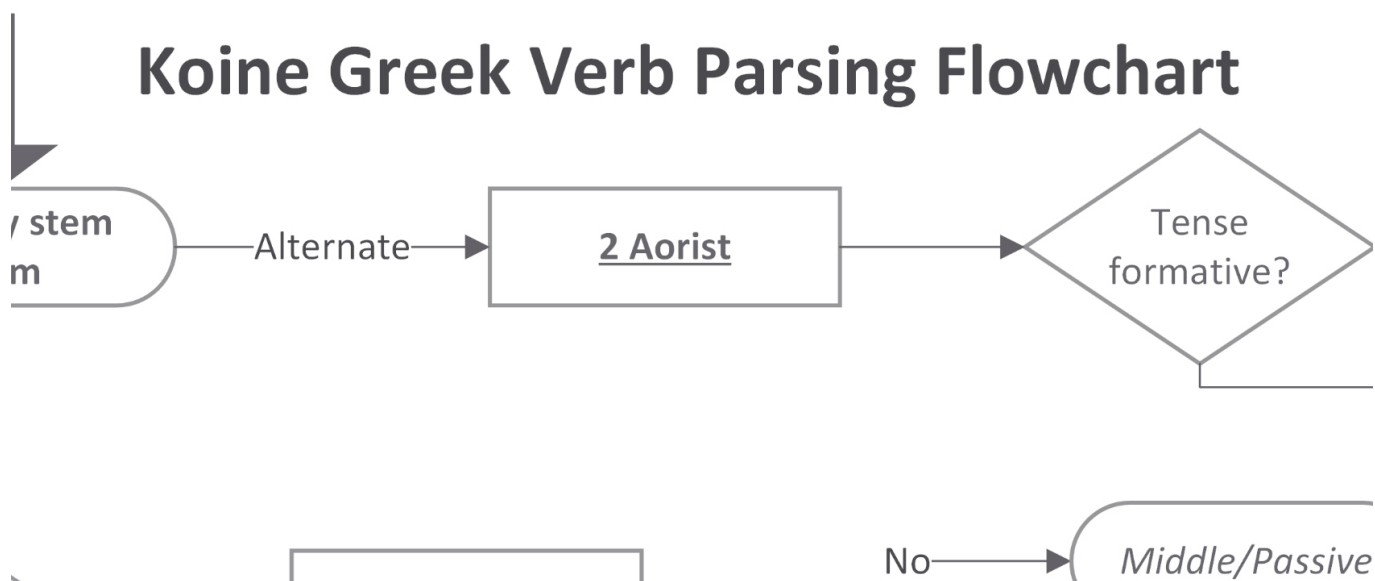 Koine Greek Verb Parsing Flowchart
stem
m
Alternate
2 Aorist
Tense
formative?
No
Middle/Passive